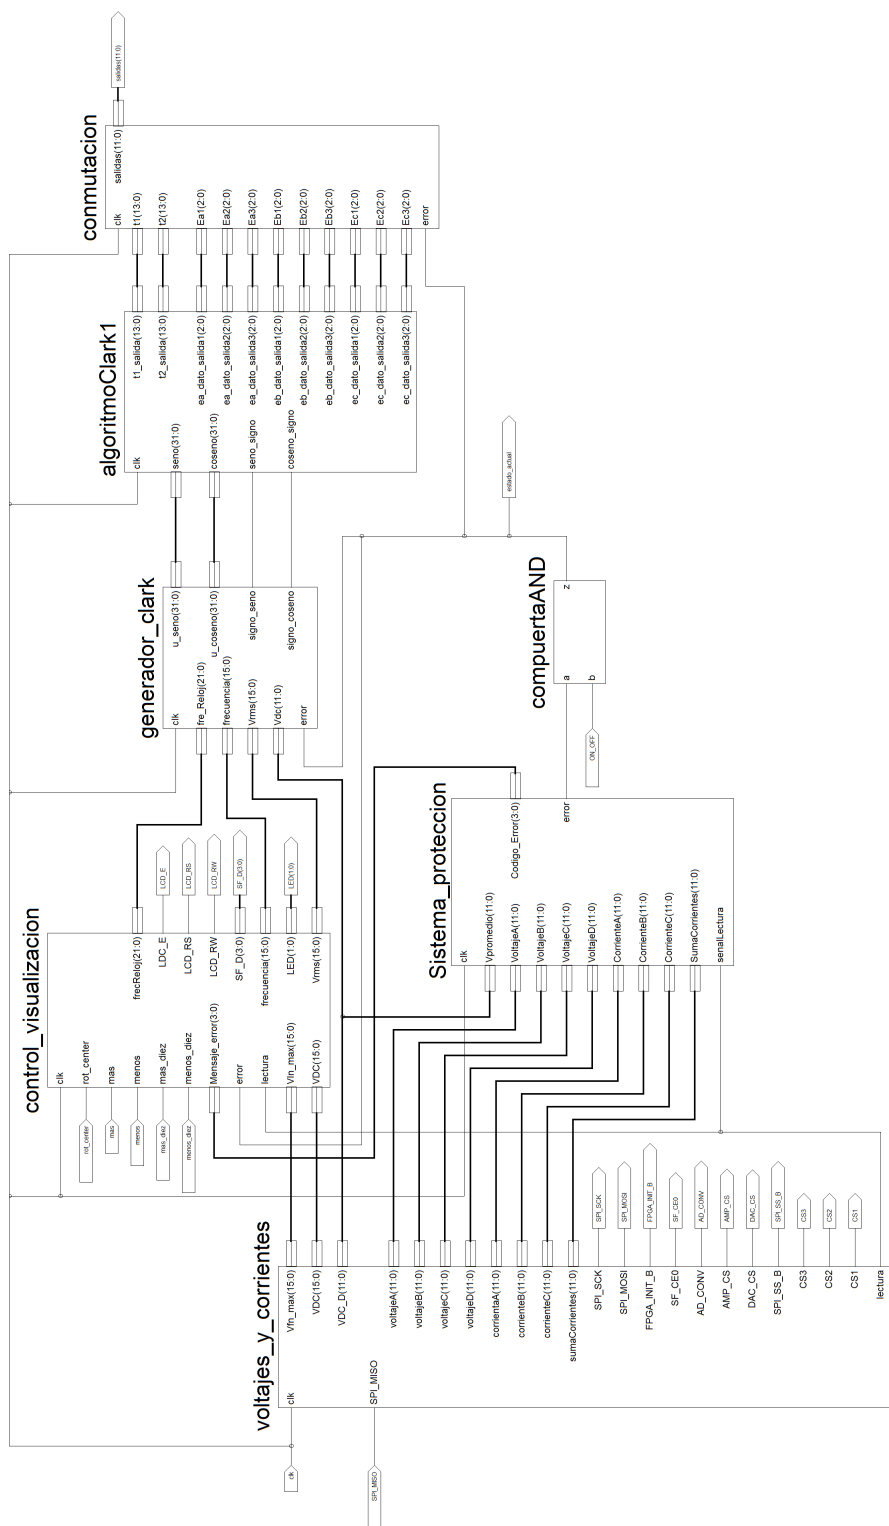 voltajes_y_corrientes
clk
SPI_MISO
Vfn_max(15:0)
VDC(15:0)
VDC_D(11:0)
voltajeA(11:0)
voltajeB(11:0)
voltajeC(11:0)
voltajeD(11:0)
corrientaA(11:0)
corrienteB(11:0)
corrienteC(11:0)
sumaCorrientes(11:0)
SPI_SCK
SPI_MOSI
FPGA_INIT_B
SF_CE0
AD_CONV
AMP_CS
DAC_CS
SPI_SS_B
CS3
CS2
CS1
lectura
clk
SPI_MISO
SPI_SCK
SPI_MOSI
FPGA_INIT_B
SF_CE0
AD_CONV
AMP_CS
DAC_CS
SPI_SS_B
CS3
CS2
CS1
control_visualizacion
clk
rot_center
mas
menos
mas_diez
menos_diez
Mensaje_error(3:0)
error
lectura
Vln_max(15:0)
VDC(15:0)
frecReloj(21:0)
LDC_E
LCD_RS
LCD_RW
SF_D(3:0)
frecuencia(15:0)
LED(1:0)
Vrms(15:0)
rot_center
mas
menos
mas_diez
menos_diez
LCD_E
LCD_RS
LCD_RW
SF_D(3:0)
LED(1:0)
Sistema_proteccion
clk
Vpromedio(11:0)
VoltajeA(11:0)
VoltajeB(11:0)
VoltajeC(11:0)
VoltajeD(11:0)
CorrienteA(11:0)
CorrienteB(11:0)
CorrienteC(11:0)
SumaCorrientes(11:0)
senalLectura
Codigo_Error(3:0)
error
generador_clark
clk
fre_Reloj(21:0)
frecuencia(15:0)
Vrms(15:0)
Vdc(11:0)
error
u_seno(31:0)
u_coseno(31:0)
signo_seno
signo_coseno
compuertaAND
a
b
z
ON_OFF
estado_actual
algoritmoClark1
clk
seno(31:0)
coseno(31:0)
seno_signo
coseno_signo
t1_salida(13:0)
t2_salida(13:0)
ea_dato_salida1(2:0)
ea_dato_salida2(2:0)
ea_dato_salida3(2:0)
eb_dato_salida1(2:0)
eb_dato_salida2(2:0)
eb_dato_salida3(2:0)
ec_dato_salida1(2:0)
ec_dato_salida2(2:0)
ec_dato_salida3(2:0)
conmutacion
clk
t1(13:0)
t2(13:0)
Ea1(2:0)
Ea2(2:0)
Ea3(2:0)
Eb1(2:0)
Eb2(2:0)
Eb3(2:0)
Ec1(2:0)
Ec2(2:0)
Ec3(2:0)
error
salidas(11:0)
salidas(11:0)